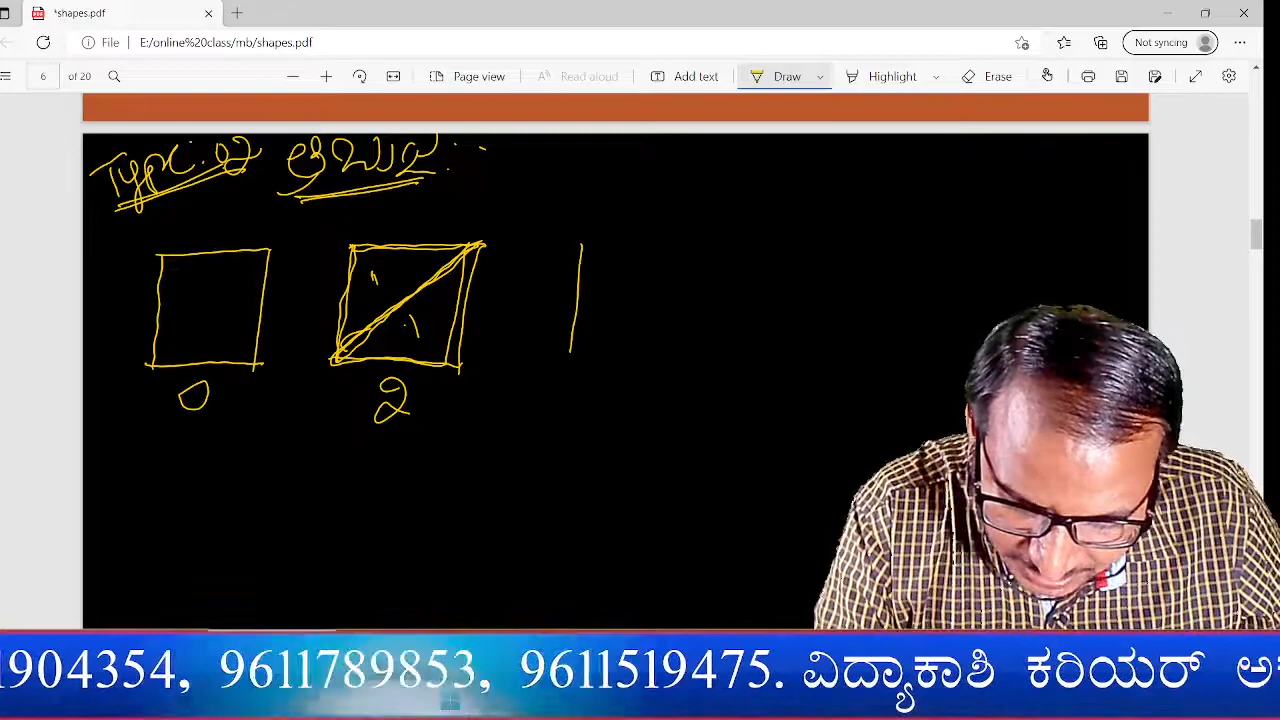 *shapes.pdf
File E:/online%20class/mb/shapes.pdf Not syncing
6 of 20 Page view Read aloud Add text Draw Highlight Erase
Type:02 ತ್ರಿಭುಜ:-
0 2
1904354, 9611789853, 9611519475. ವಿದ್ಯಾಕಾಶಿ ಕರಿಯರ್